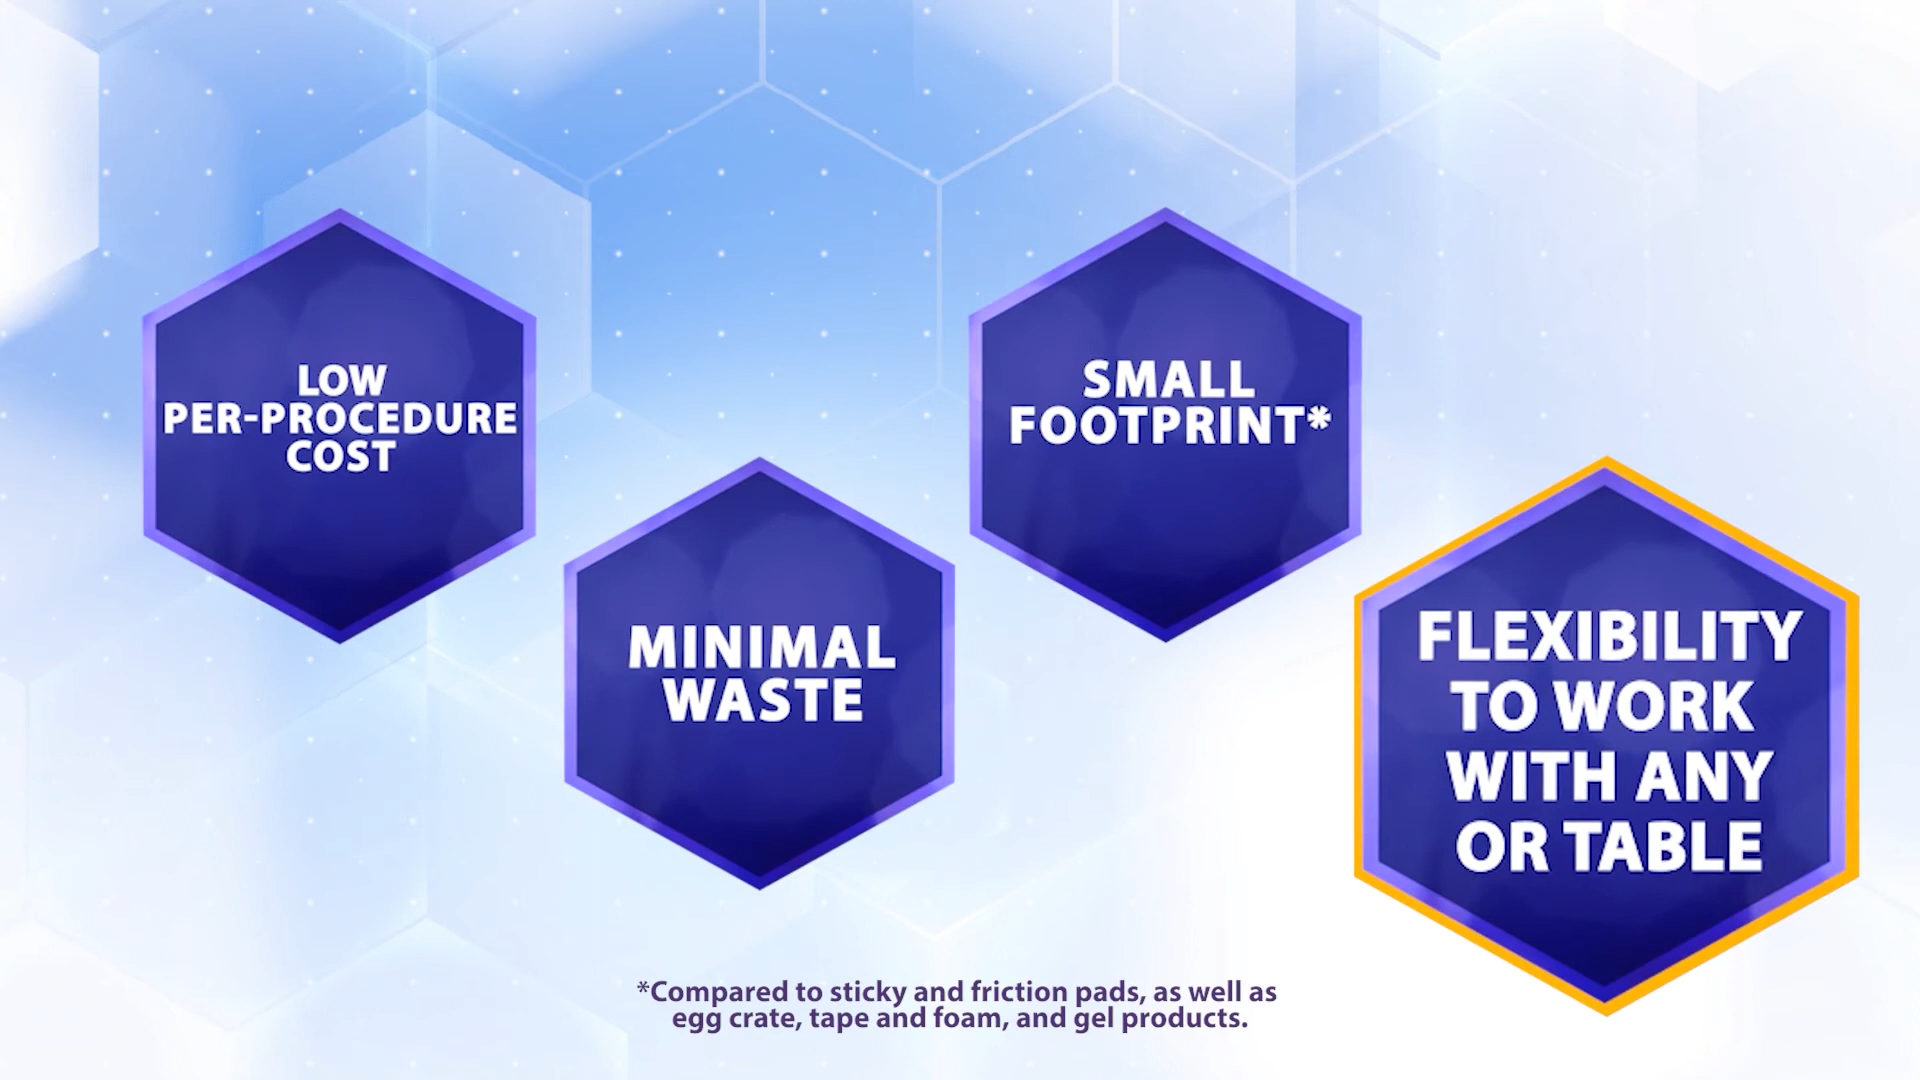 LOW
PER-PROCEDURE
COST
MINIMAL
WASTE
SMALL
FOOTPRINT*
FLEXIBILITY
TO WORK
WITH ANY
OR TABLE
*Compared to sticky and friction pads, as well as
egg crate, tape and foam, and gel products.